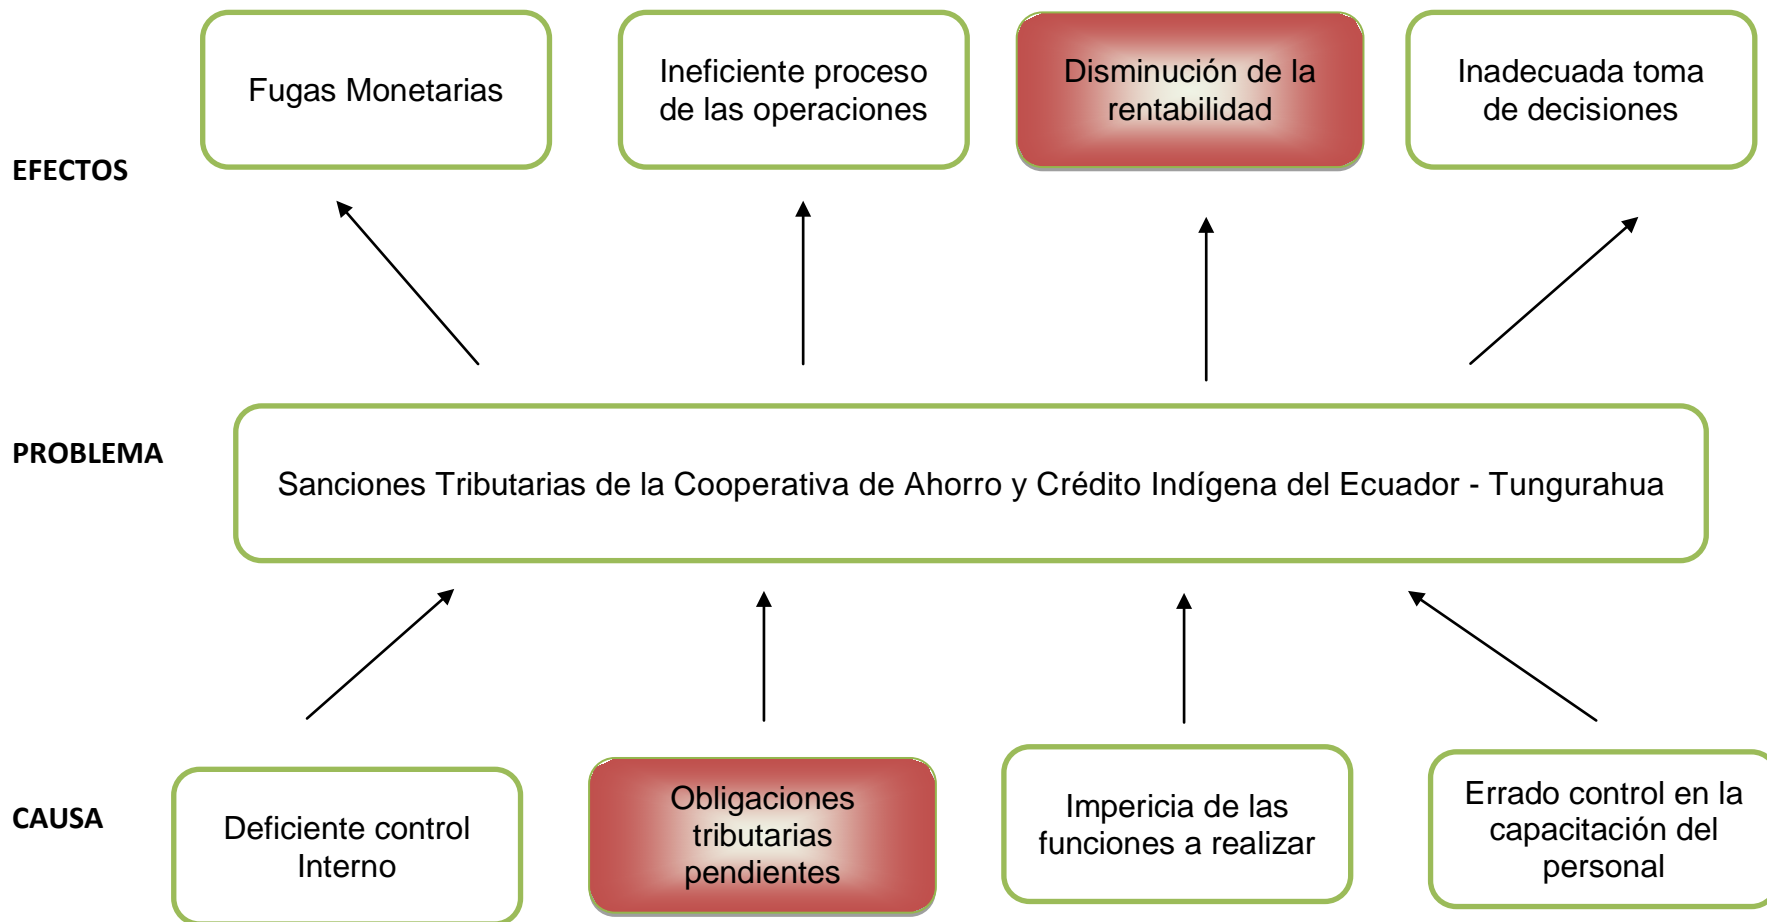 Fugas Monetarias
Ineficiente proceso
de las operaciones
Disminución de la
rentabilidad
Inadecuada toma
de decisiones
EFECTOS
PROBLEMA
Sanciones Tributarias de la Cooperativa de Ahorro y Crédito Indígena del Ecuador - Tungurahua
CAUSA
Deficiente control
Interno
Obligaciones
tributarias
pendientes
Impericia de las
funciones a realizar
Errado control en la
capacitación del
personal